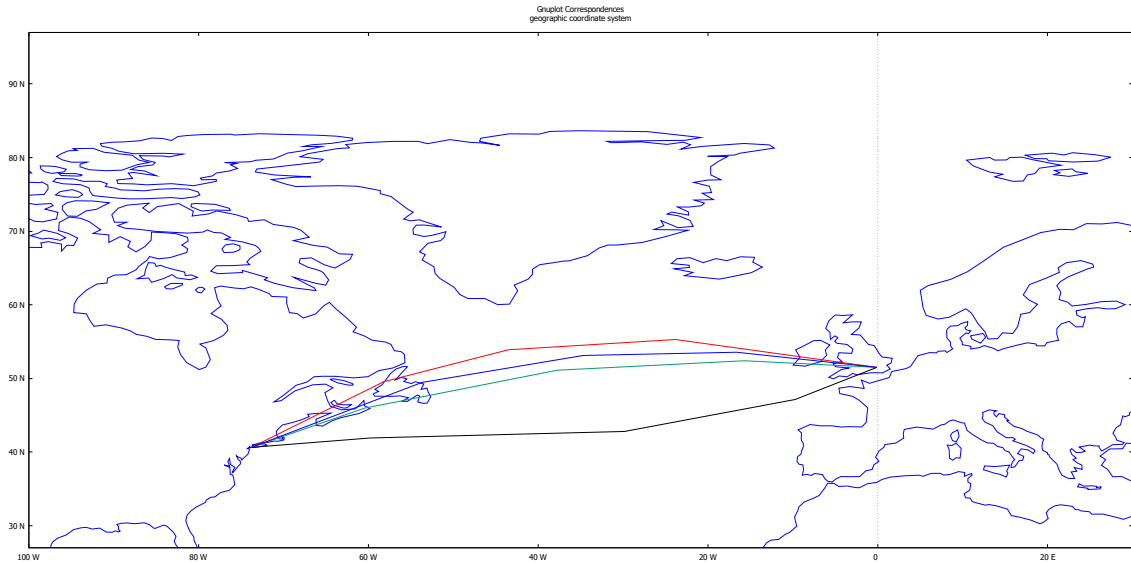 Gnuplot Correspondences
geographic coordinate system
90 N
80 N
70 N
60 N
50 N
40 N
30 N
100 W
80 W
60 W
40 W
20 W
0
20 E